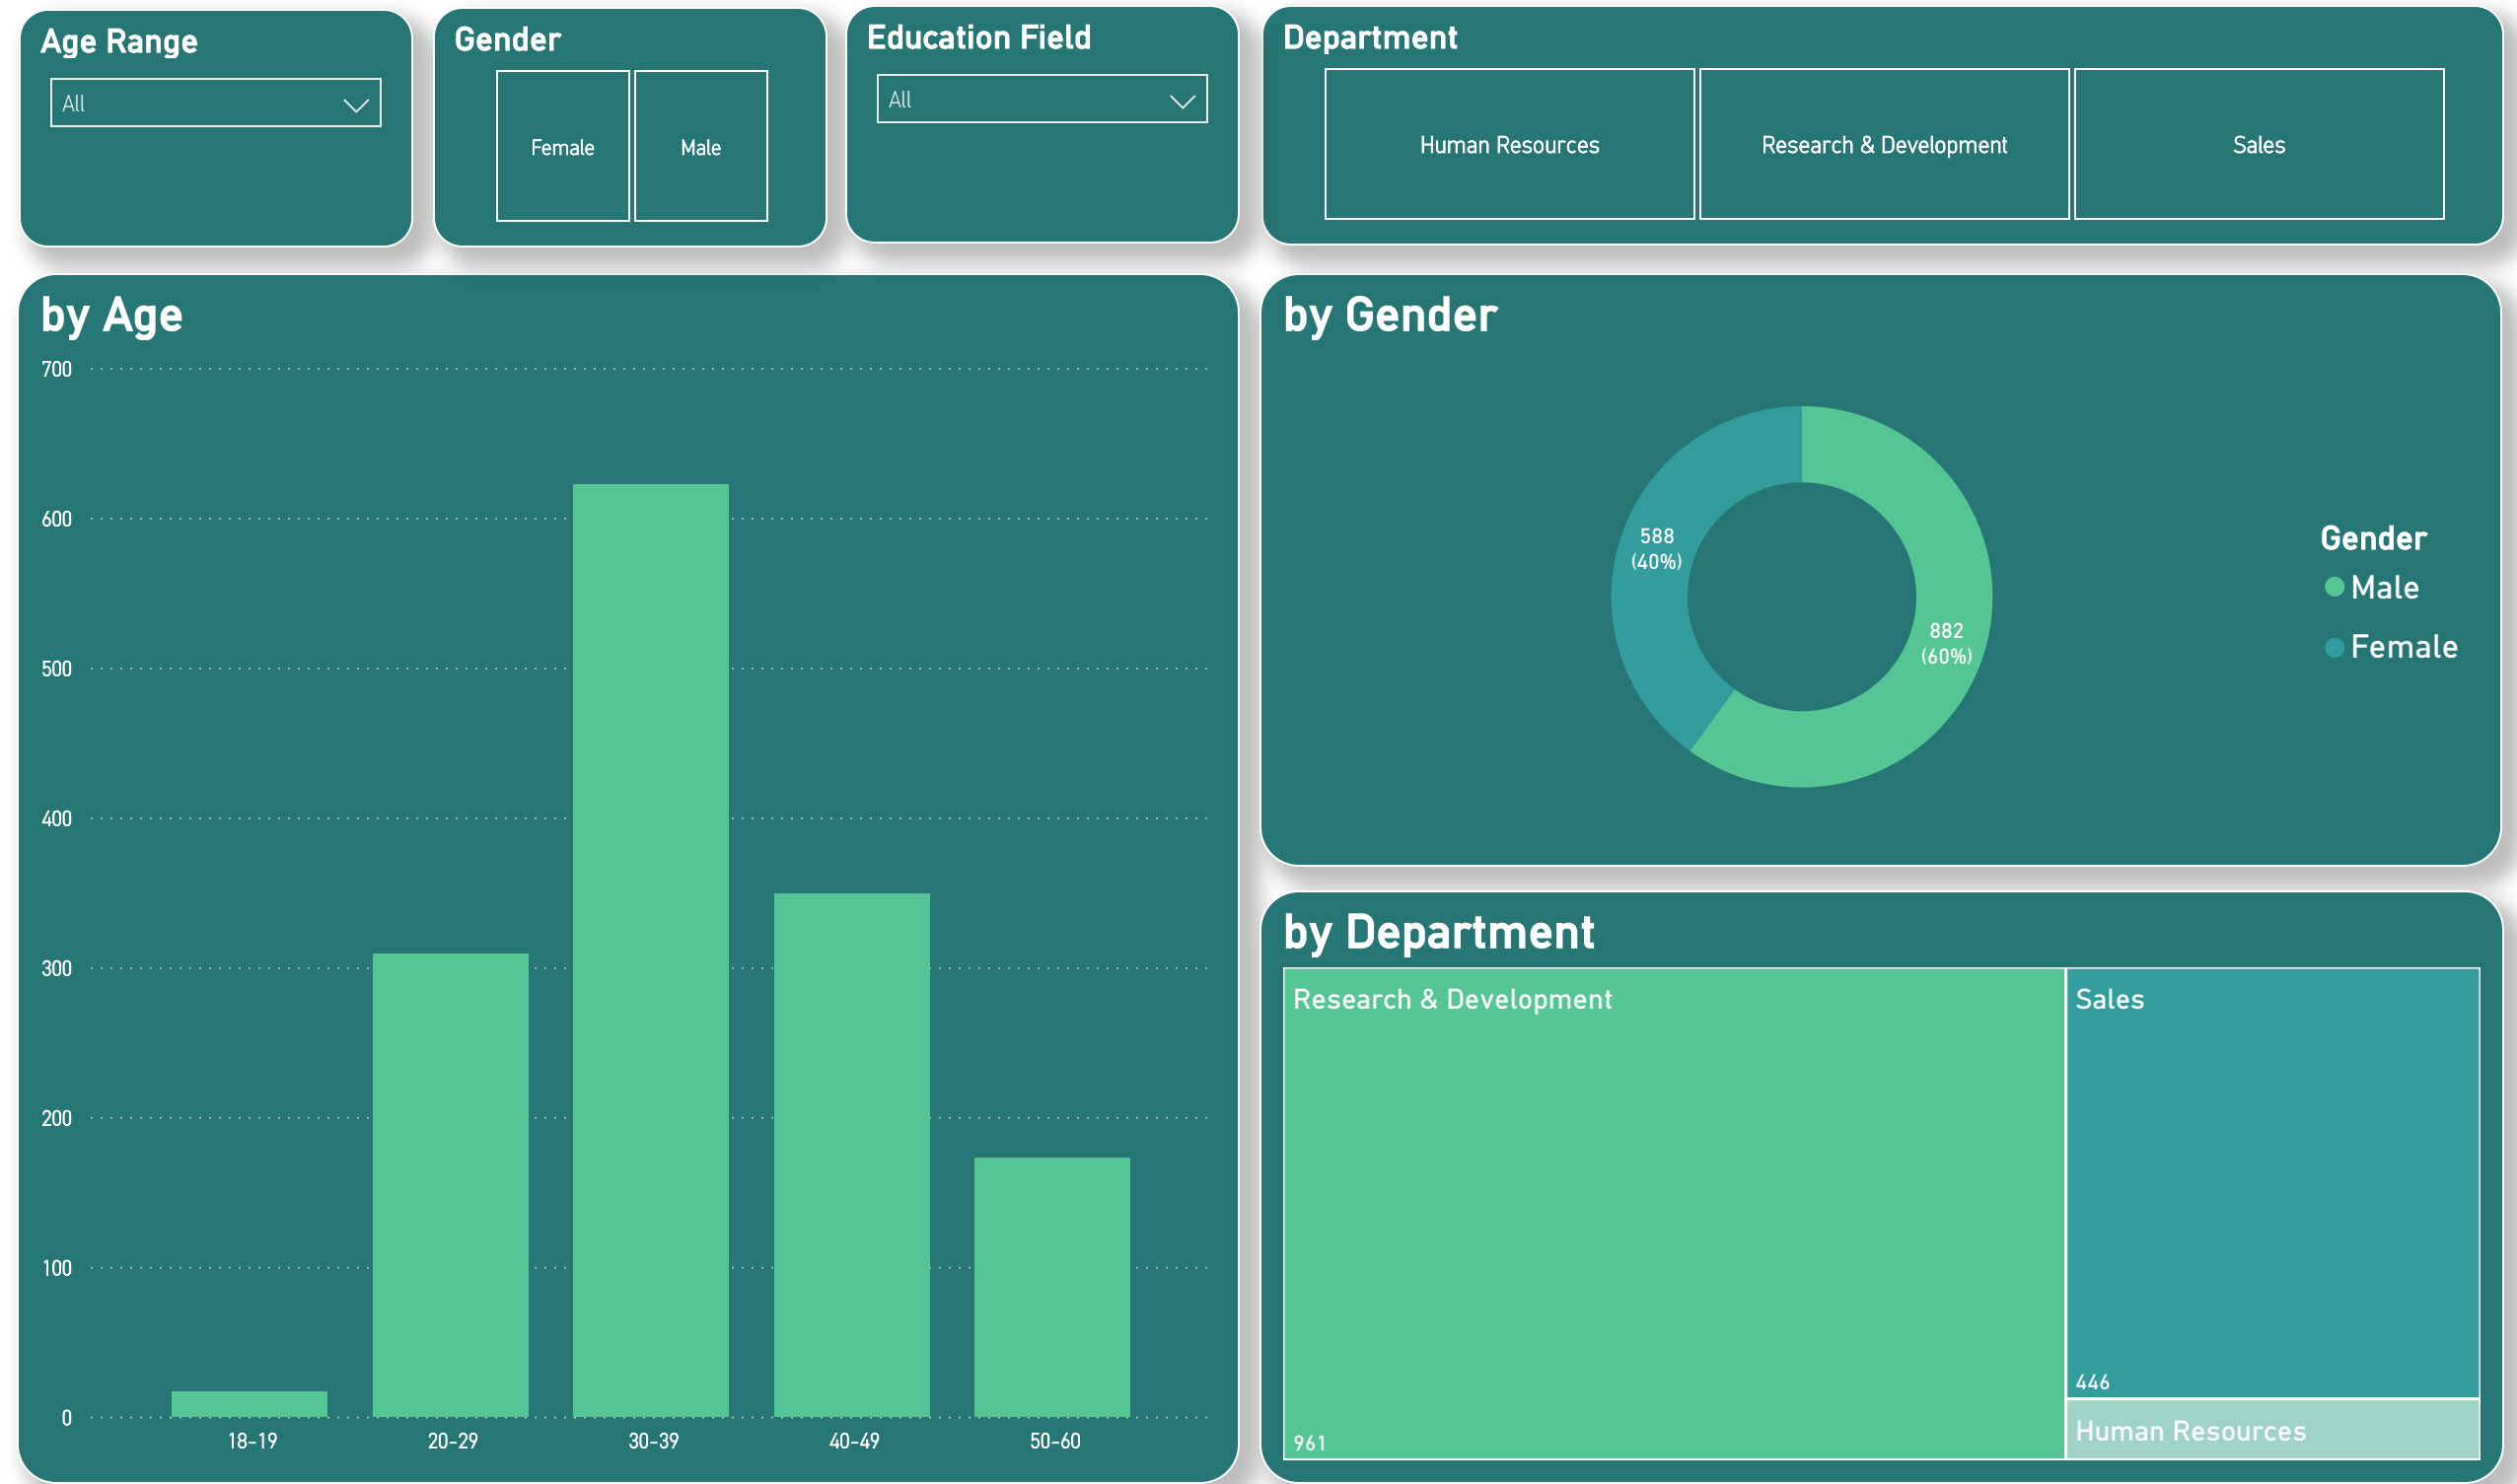 Age Range
All
Gender
Female
Male
Education Field
All
Department
Human Resources
Research & Development
Sales
by Age
700
600
500
400
300
200
100
0
18-19
20-29
30-39
40-49
50-60
by Gender
588
(40%)
882
(60%)
Gender
Male
Female
by Department
Research & Development
961
Sales
446
Human Resources